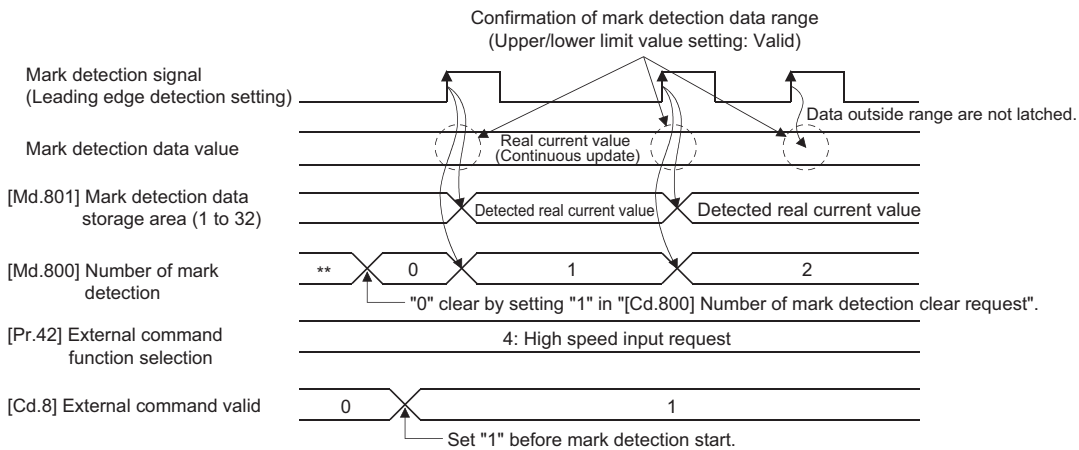 Confirmation of mark detection data range
(Upper/lower limit value setting: Valid)
Mark detection signal
(Leading edge detection setting)
Data outside range are not latched.
Mark detection data value
Real current value
(Continuous update)
[Md.801] Mark detection data
storage area (1 to 32)
Detected real current value
Detected real current value
[Md.800] Number of mark
detection
**
0
1
2
"0" clear by setting "1" in "[Cd.800] Number of mark detection clear request".
[Pr.42] External command
function selection
4: High speed input request
[Cd.8] External command valid
0
1
Set "1" before mark detection start.